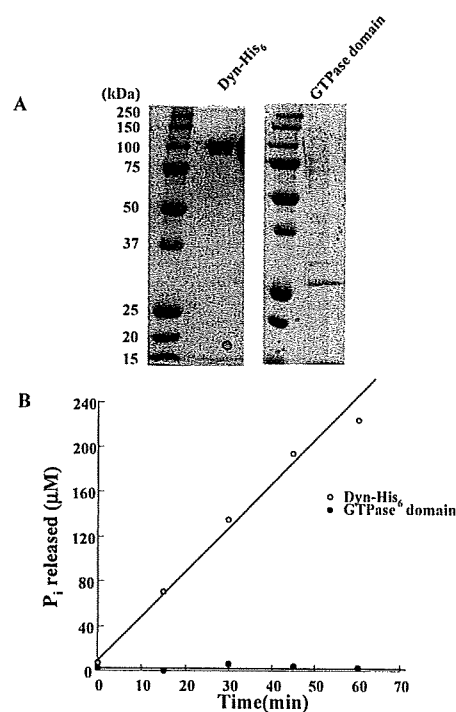 Dyn-His6
GTPase domain
A
(kDa)
250
150
100
75
50
37
25
20
15
B
240
200
160
120
80
40
0
Pi released (μM)
Dyn-His6
GTPase domain
0 10 20 30 40 50 60 70
Time(min)